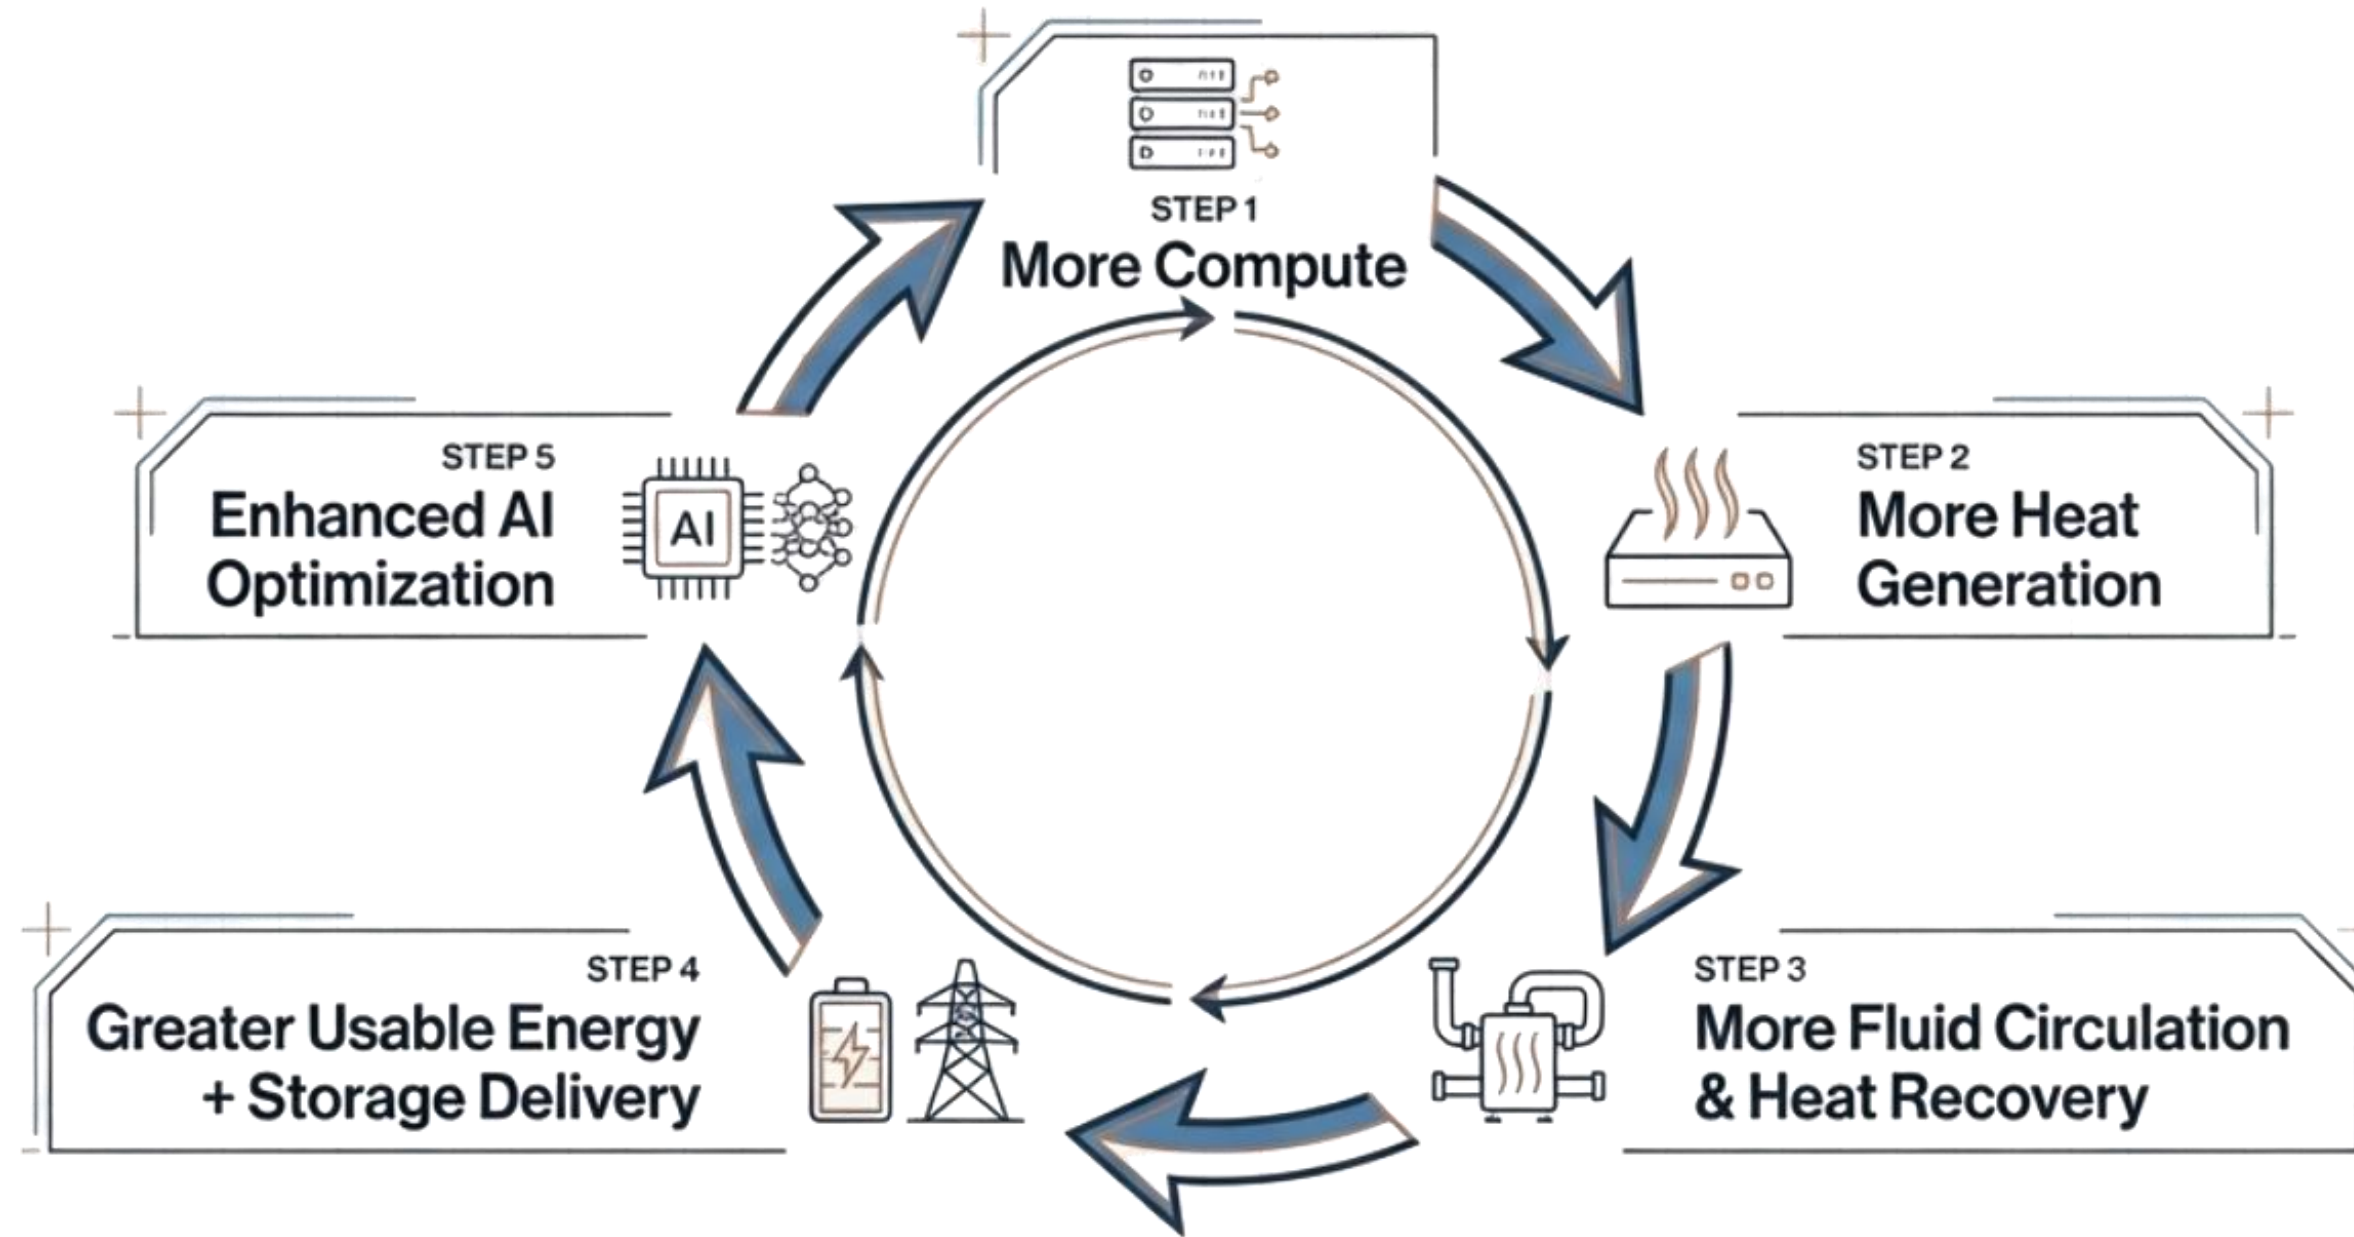 STEP 1
More Compute
STEP 2
More Heat
Generation
STEP 3
More Fluid Circulation
& Heat Recovery
STEP 4
Greater Usable Energy
+ Storage Delivery
STEP 5
Enhanced AI
Optimization
AI